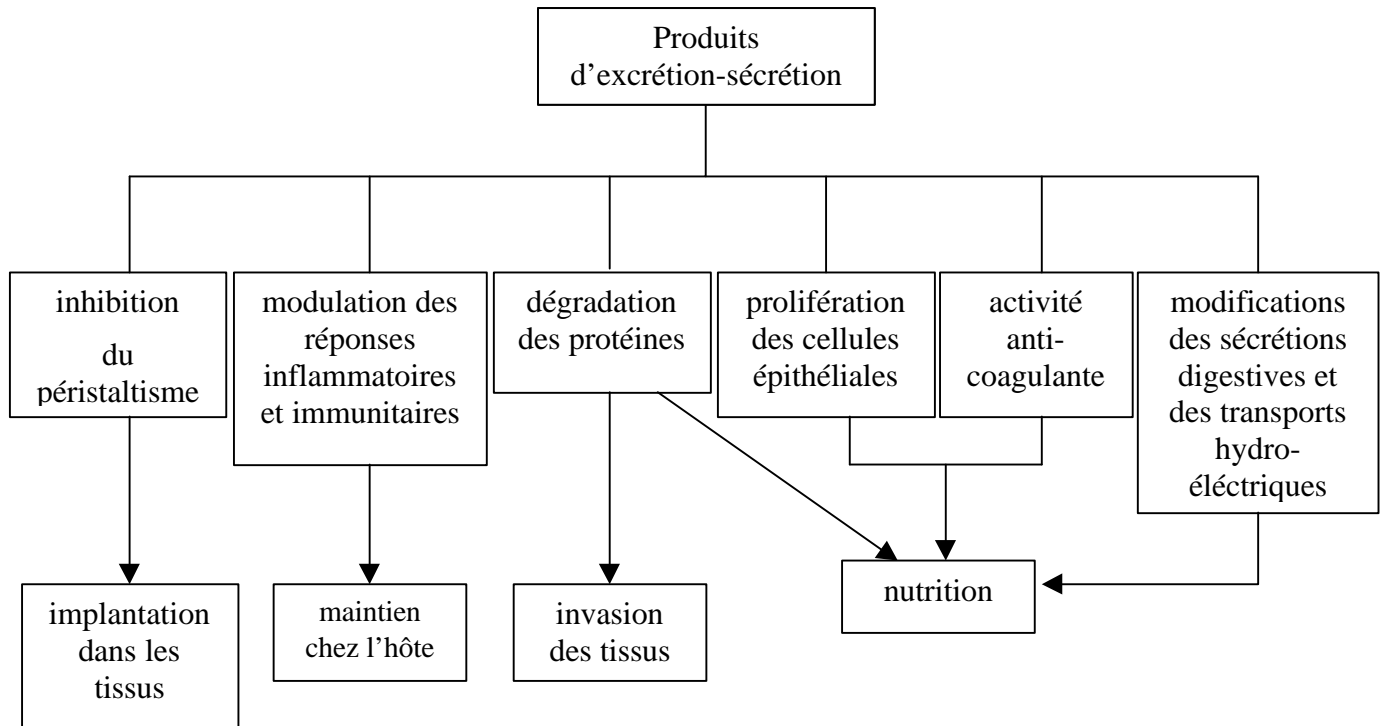 Produits
d’excrétion-sécrétion
inhibition
du
péristaltisme
modulation des
réponses
inflammatoires
et immunitaires
dégradation
des protéines
prolifération
des cellules
épithéliales
activité
anti-
coagulante
modifications
des sécrétions
digestives et
des transports
hydro-
éléctriques
implantation
dans les
tissus
maintien
chez l’hôte
invasion
des tissus
nutrition